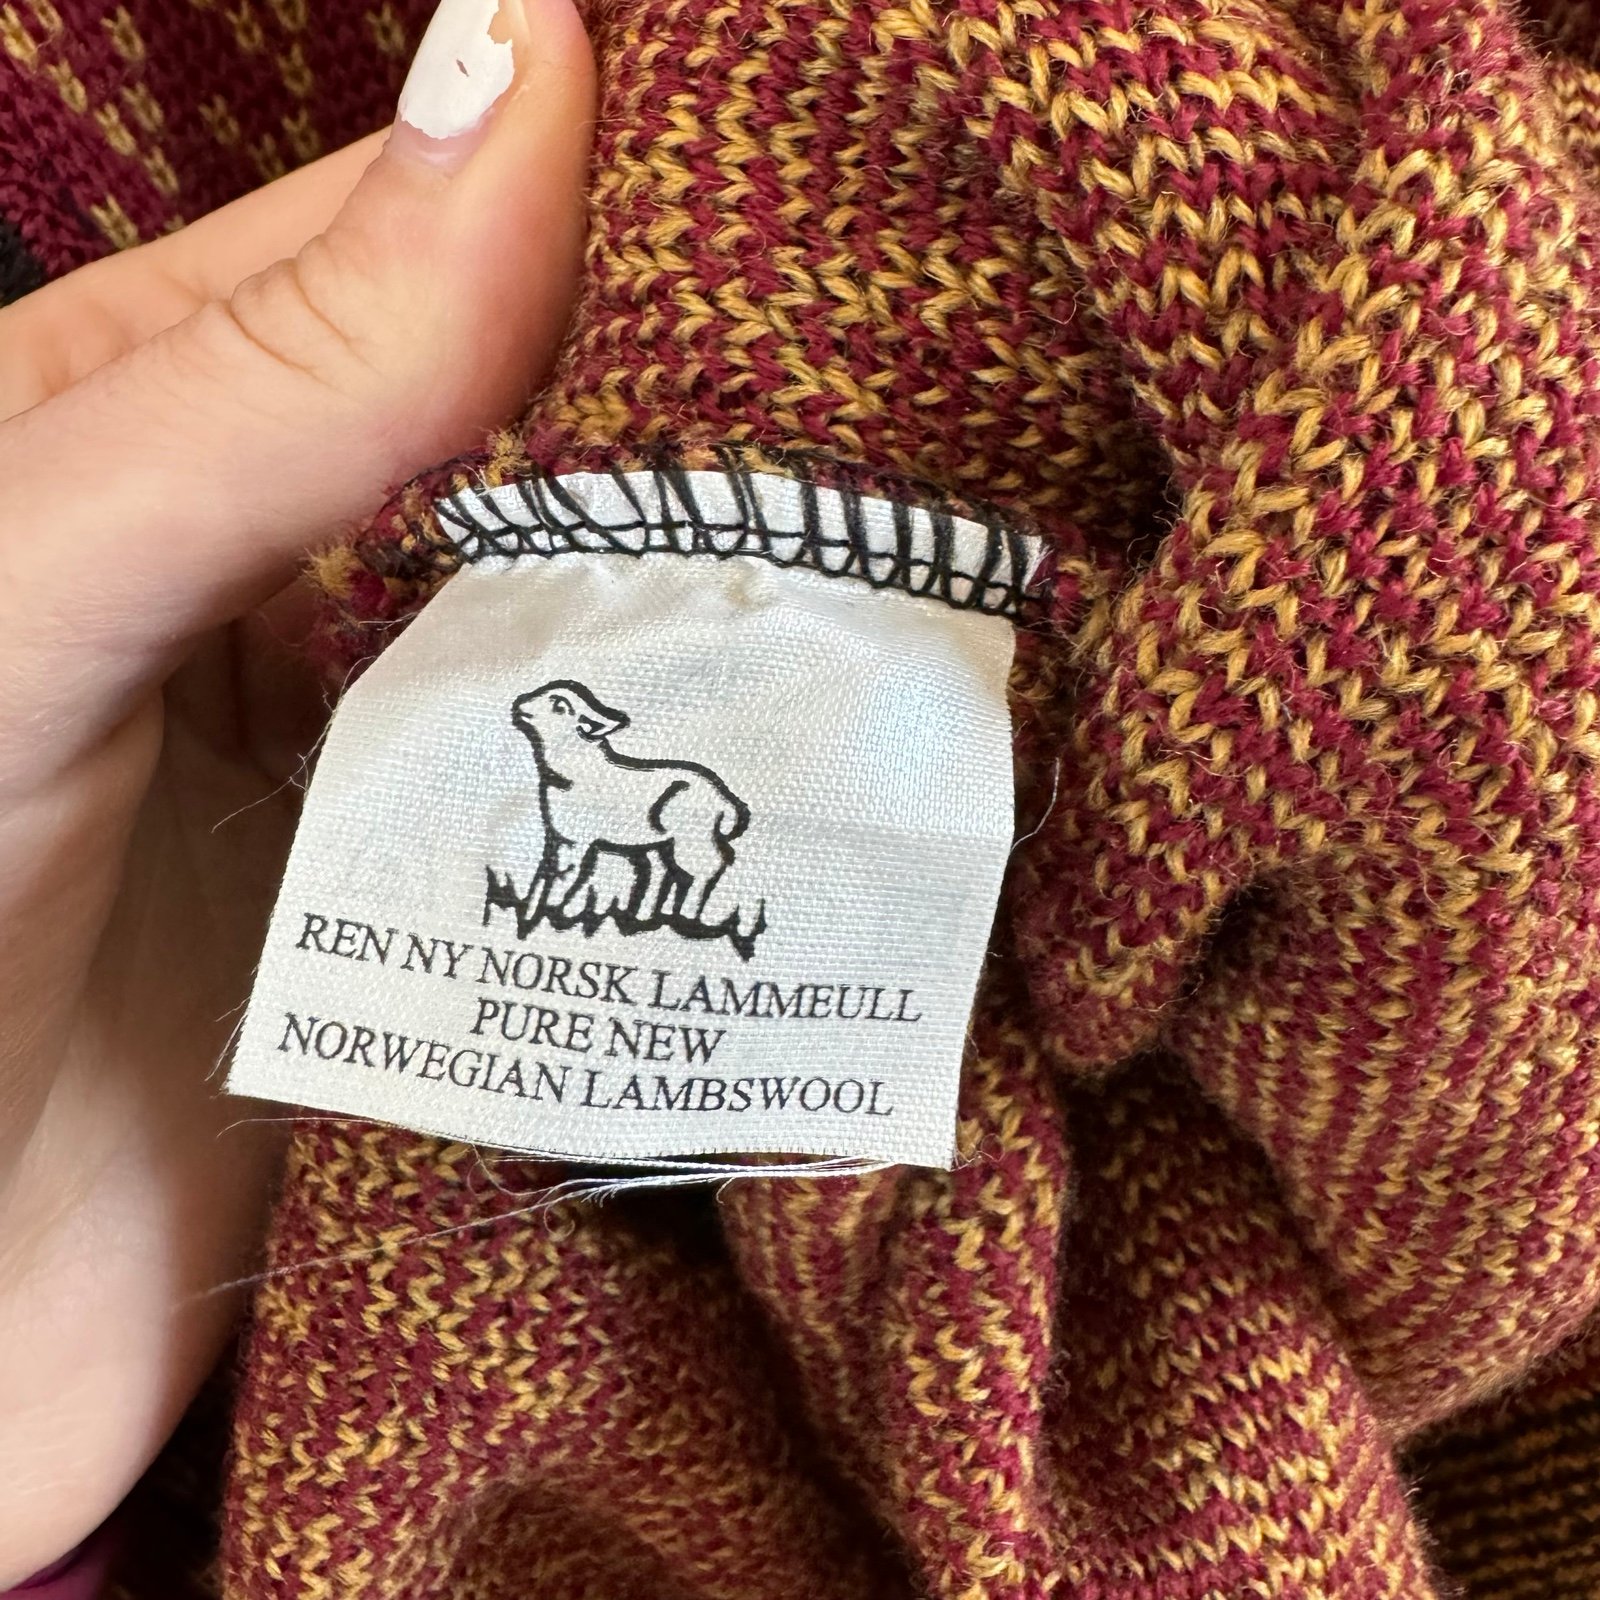 REN NY NORSK LAMMEULL
PURE NEW
NORWEGIAN LAMBSWOOL